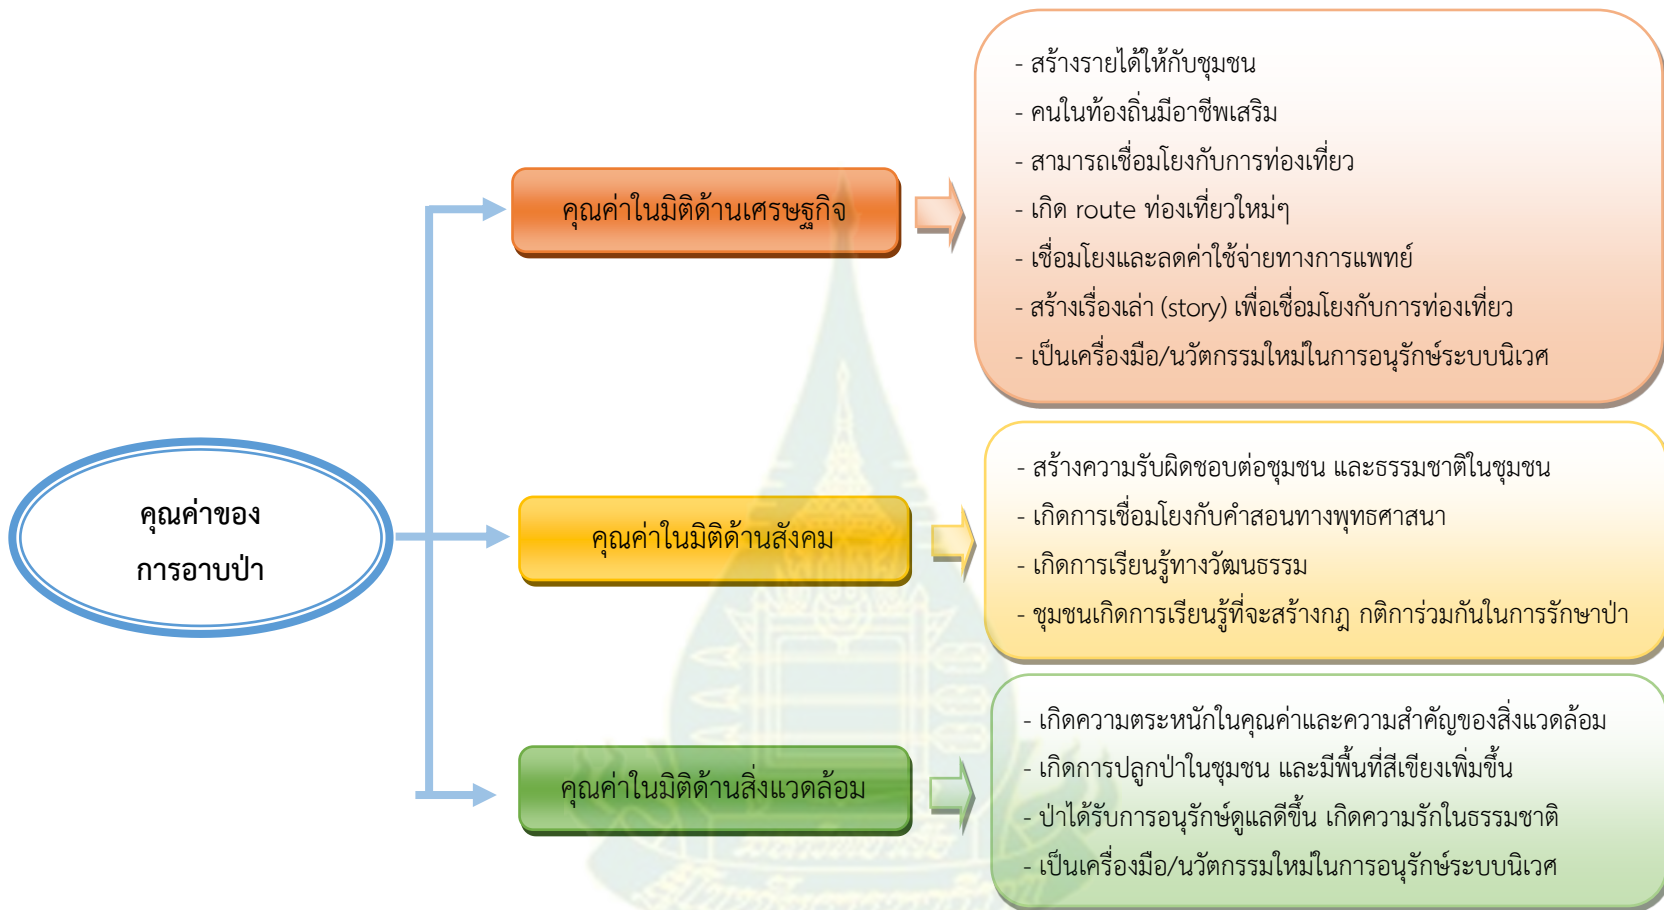 คุณค่าของ
การอาบป่า
คุณค่าในมิติด้านเศรษฐกิจ
- สร้างรายได้ให้กับชุมชน
- คนในท้องถิ่นมีอาชีพเสริม
- สามารถเชื่อมโยงกับการท่องเที่ยว
- เกิด route ท่องเที่ยวใหม่ๆ
- เชื่อมโยงและลดค่าใช้จ่ายทางการแพทย์
- สร้างเรื่องเล่า (story) เพื่อเชื่อมโยงกับการท่องเที่ยว
- เป็นเครื่องมือ/นวัตกรรมใหม่ในการอนุรักษ์ระบบนิเวศ
คุณค่าในมิติด้านสังคม
- สร้างความรับผิดชอบต่อชุมชน และธรรมชาติในชุมชน
- เกิดการเชื่อมโยงกับคำสอนทางพุทธศาสนา
- เกิดการเรียนรู้ทางวัฒนธรรม
- ชุมชนเกิดการเรียนรู้ที่จะสร้างกฎ กติการ่วมกันในการรักษาป่า
คุณค่าในมิติด้านสิ่งแวดล้อม
- เกิดความตระหนักในคุณค่าและความสำคัญของสิ่งแวดล้อม
- เกิดการปลูกป่าในชุมชน และมีพื้นที่สีเขียงเพิ่มขึ้น
- ป่าได้รับการอนุรักษ์ดูแลดีขึ้น เกิดความรักในธรรมชาติ
- เป็นเครื่องมือ/นวัตกรรมใหม่ในการอนุรักษ์ระบบนิเวศ